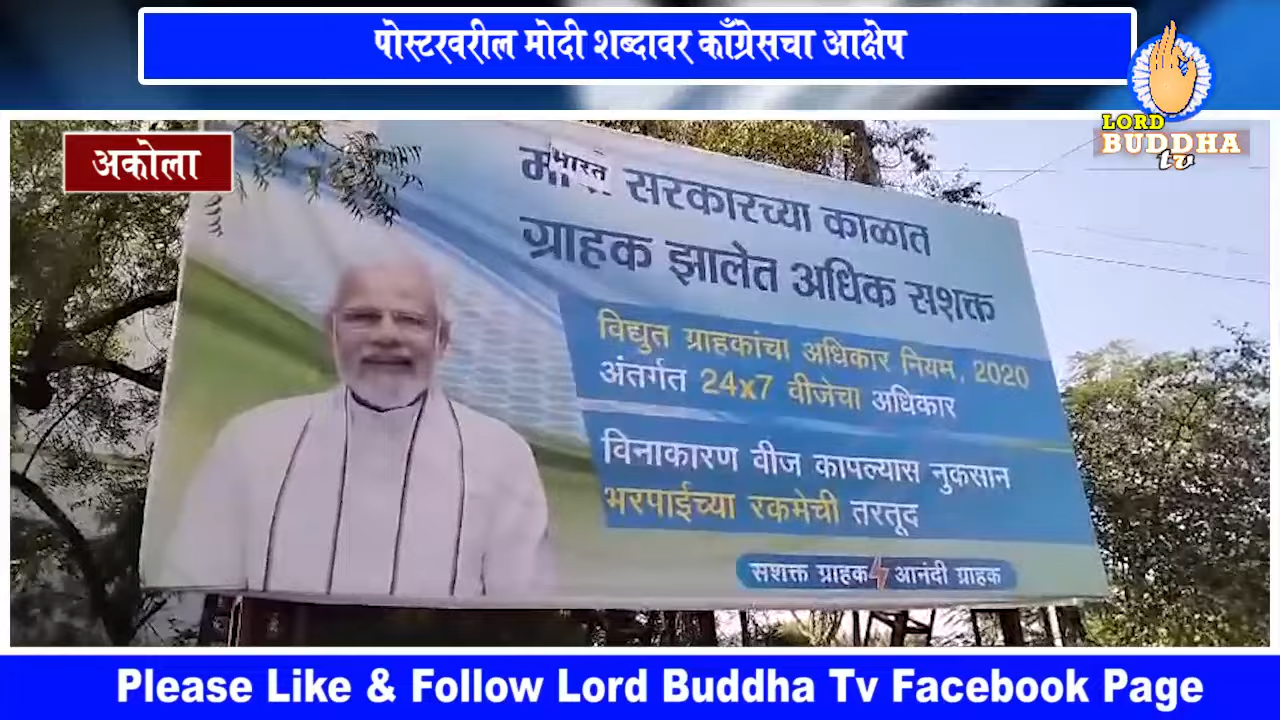 पोस्टरवरील मोदी शब्दावर काँग्रेसचा आक्षेप
LORD
BUDDHA
tv
अकोला
भारत सरकारच्या काळात
ग्राहक झालेत अधिक सशक्त
विद्युत ग्राहकांचा अधिकार नियम, 2020
अंतर्गत 24x7 वीजेचा अधिकार
विनाकारण वीज कापल्यास नुकसान
भरपाईच्या रकमेची तरतूद
सशक्त ग्राहक आनंदी ग्राहक
Please Like & Follow Lord Buddha Tv Facebook Page